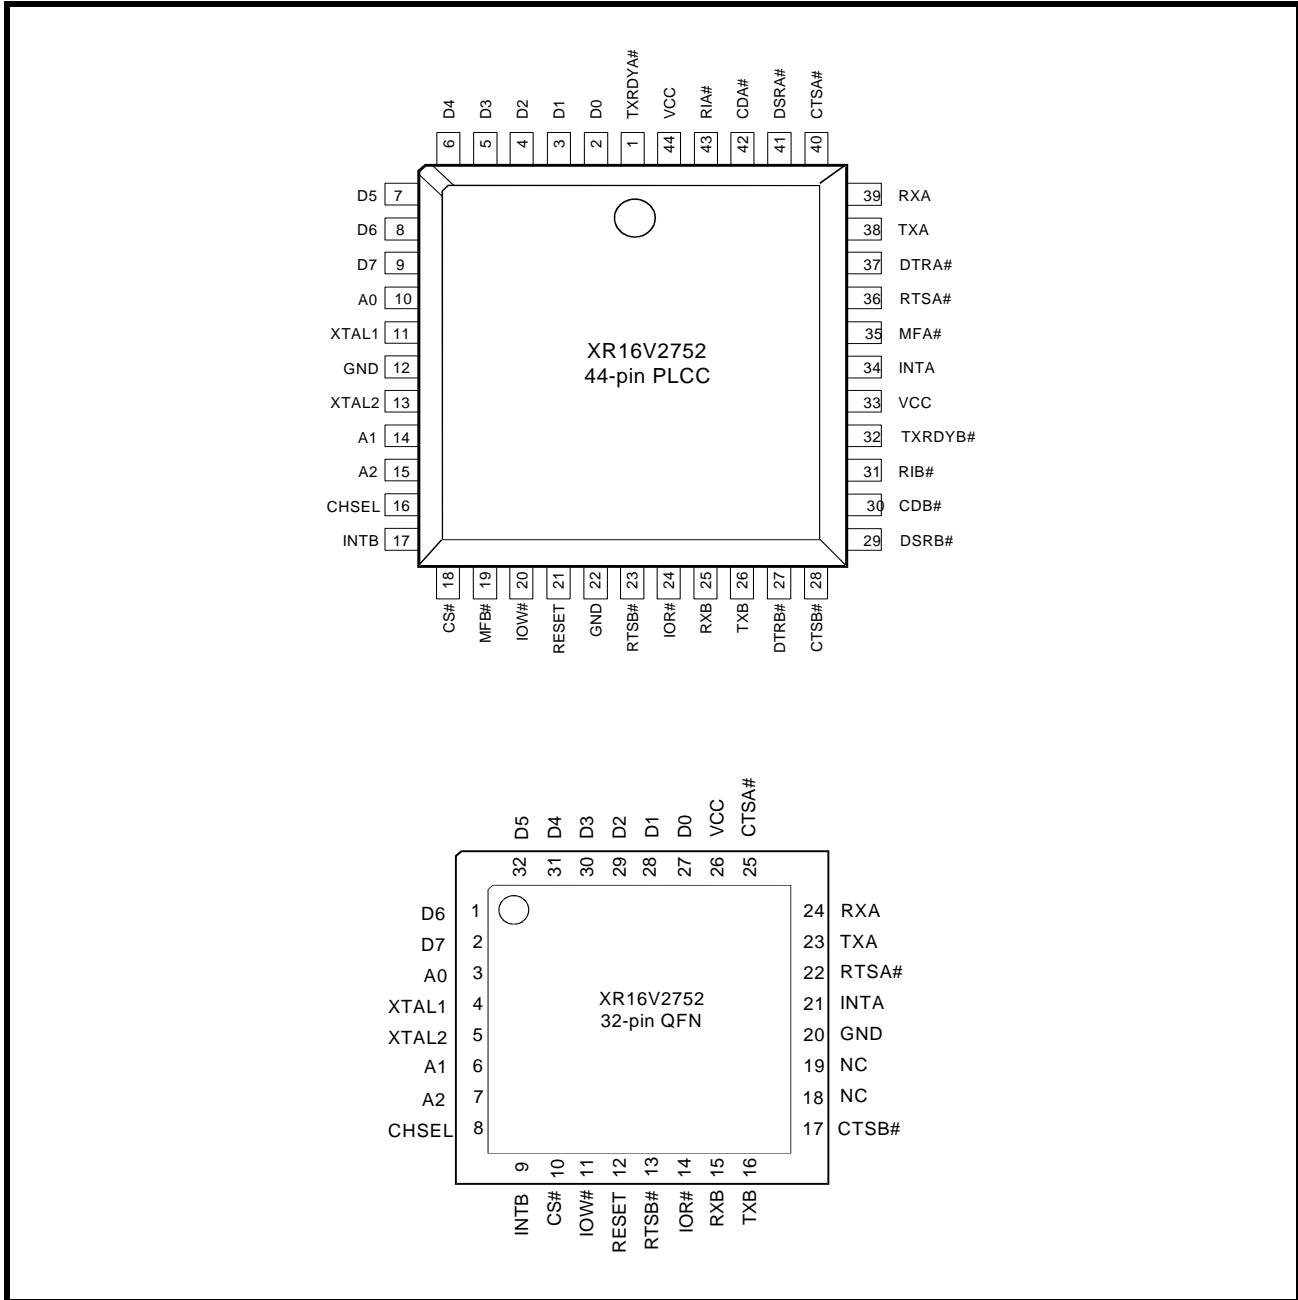 D4 D3 D2 D1 D0 TXRDYA# VCC RIA# CDA# DSRA# CTSA#
6 5 4 3 2 1 44 43 42 41 40
D5 7 39 RXA
D6 8 38 TXA
D7 9 37 DTRA#
A0 10 36 RTSA#
XTAL1 11 35 MFA#
GND 12 34 INTA
XTAL2 13 33 VCC
A1 14 32 TXRDYB#
A2 15 31 RIB#
CHSEL 16 30 CDB#
INTB 17 29 DSRB#
XR16V2752
44-pin PLCC
18 19 20 21 22 23 24 25 26 27 28
CS# MFB# IOW# RESET GND RTSB# IOR# RXB TXB DTRB# CTSB#
D5 D4 D3 D2 D1 D0 VCC CTSA#
32 31 30 29 28 27 26 25
D6 1 24 RXA
D7 2 23 TXA
A0 3 22 RTSA#
XTAL1 4 21 INTA
XTAL2 5 20 GND
A1 6 19 NC
A2 7 18 NC
CHSEL 8 17 CTSB#
XR16V2752
32-pin QFN
9 10 11 12 13 14 15 16
INTB CS# IOW# RESET RTSB# IOR# RXB TXB